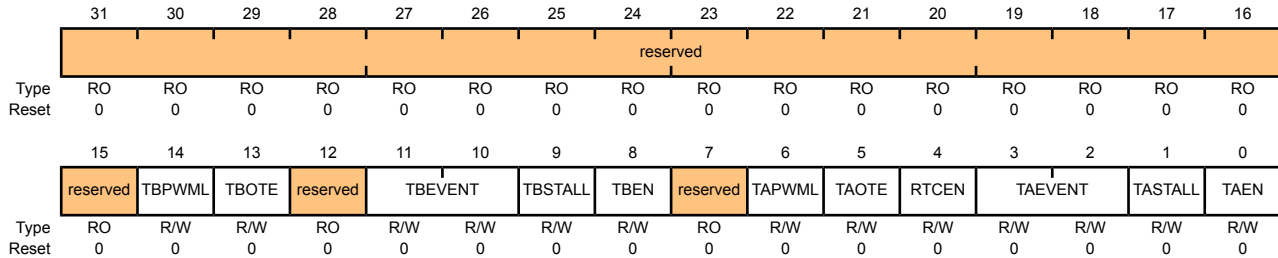 31 30 29 28 27 26 25 24 23 22 21 20 19 18 17 16
reserved
Type RO RO RO RO RO RO RO RO RO RO RO RO RO RO RO RO
Reset 0 0 0 0 0 0 0 0 0 0 0 0 0 0 0 0
15 14 13 12 11 10 9 8 7 6 5 4 3 2 1 0
reserved TBPWML TBOTE reserved TBEVENT TBSTALL TBEN reserved TAPWML TAOTE RTCEN TAEVENT TASTALL TAEN
Type RO R/W R/W RO R/W R/W R/W R/W RO R/W R/W R/W R/W R/W R/W R/W
Reset 0 0 0 0 0 0 0 0 0 0 0 0 0 0 0 0